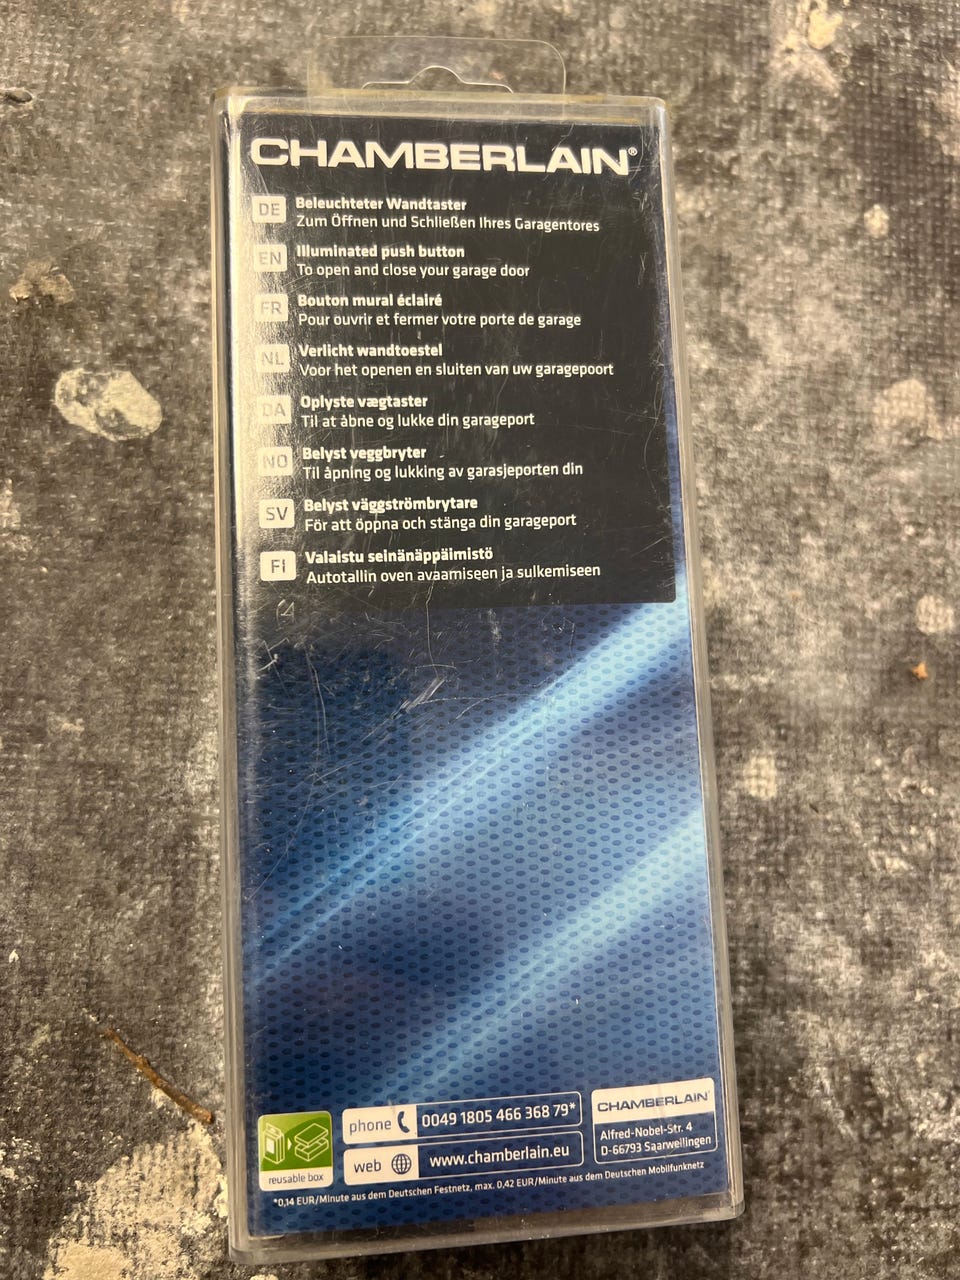 CHAMBERLAIN®
DE Beleuchteter Wandtaster
Zum Öffnen und Schließen Ihres Garagentores
EN Illuminated push button
To open and close your garage door
FR Bouton mural éclairé
Pour ouvrir et fermer votre porte de garage
NL Verlicht wandtoestel
Voor het openen en sluiten van uw garagepoort
DA Oplyste vægtaster
Til at åbne og lukke din garageport
NO Belyst veggbryter
Til åpning og lukking av garasjeporten din
SV Belyst väggströmbrytare
För att öppna och stänga din garageport
FI Valaistu seinänäppäimistö
Autotallin oven avaamiseen ja sulkemiseen
reusable box
phone 0049 1805 466 368 79*
web www.chamberlain.eu
CHAMBERLAIN®
Alfred-Nobel-Str. 4
D-66793 Saarwellingen
*0,14 EUR/Minute aus dem Deutschen Festnetz, max. 0,42 EUR/Minute aus dem Deutschen Mobilfunknetz